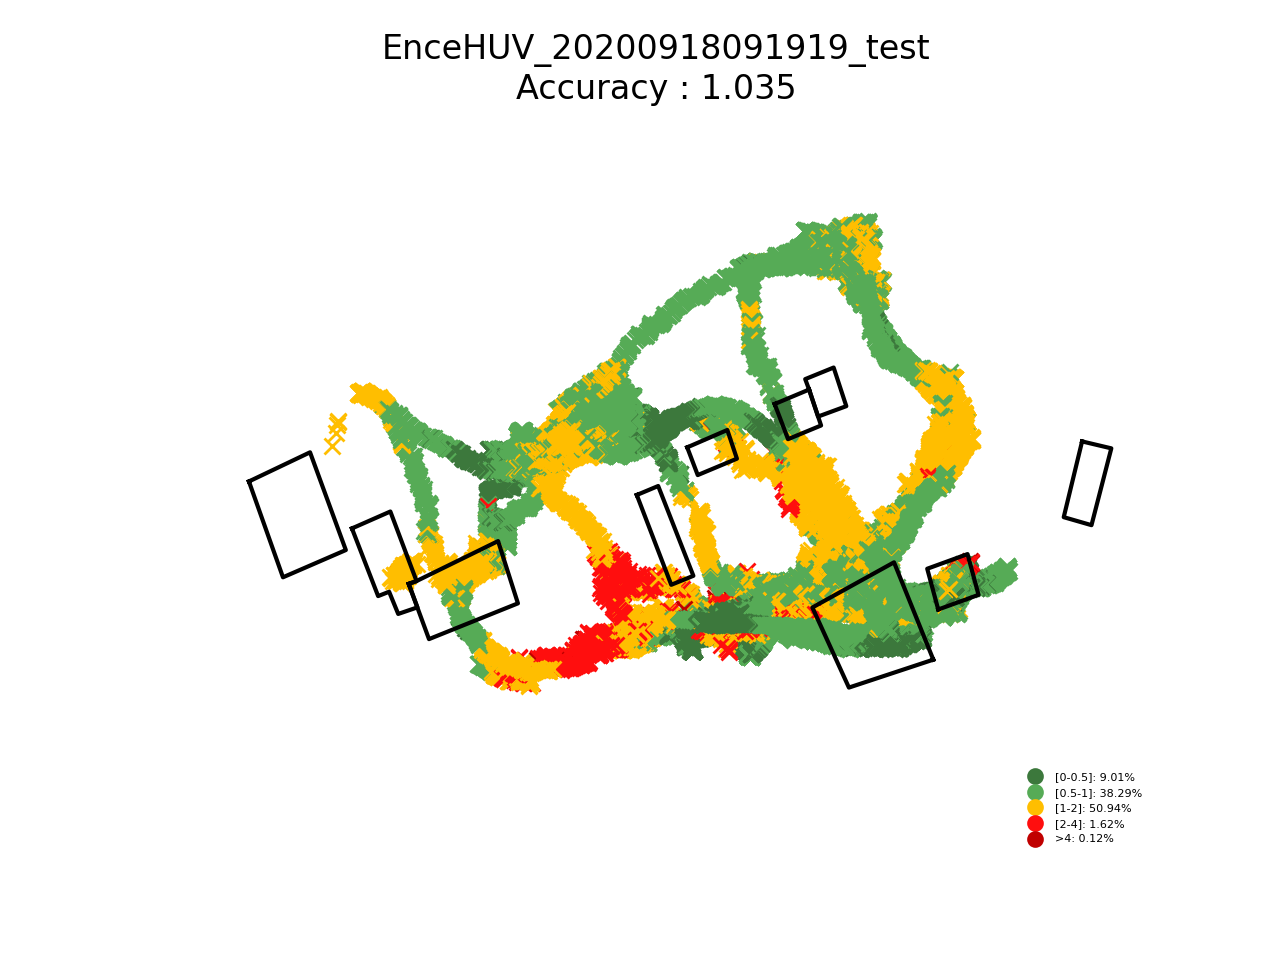 EnceHUV_20200918091919_test
Accuracy : 1.035
[0-0.5]: 9.01%
[0.5-1]: 38.29%
[1-2]: 50.94%
[2-4]: 1.62%
>4: 0.12%